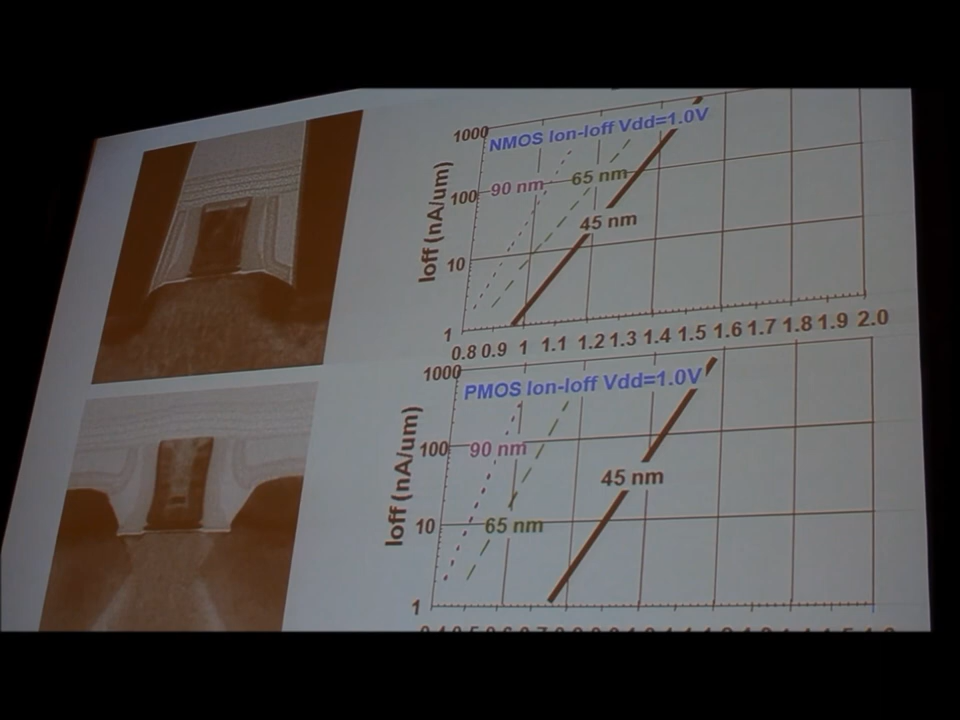 NMOS Ion-Ioff Vdd=1.0V
Ioff (nA/um)
1000
100
10
1
90 nm
65 nm
45 nm
0.8 0.9 1 1.1 1.2 1.3 1.4 1.5 1.6 1.7 1.8 1.9 2.0
PMOS Ion-Ioff Vdd=1.0V
Ioff (nA/um)
1000
100
10
1
90 nm
65 nm
45 nm